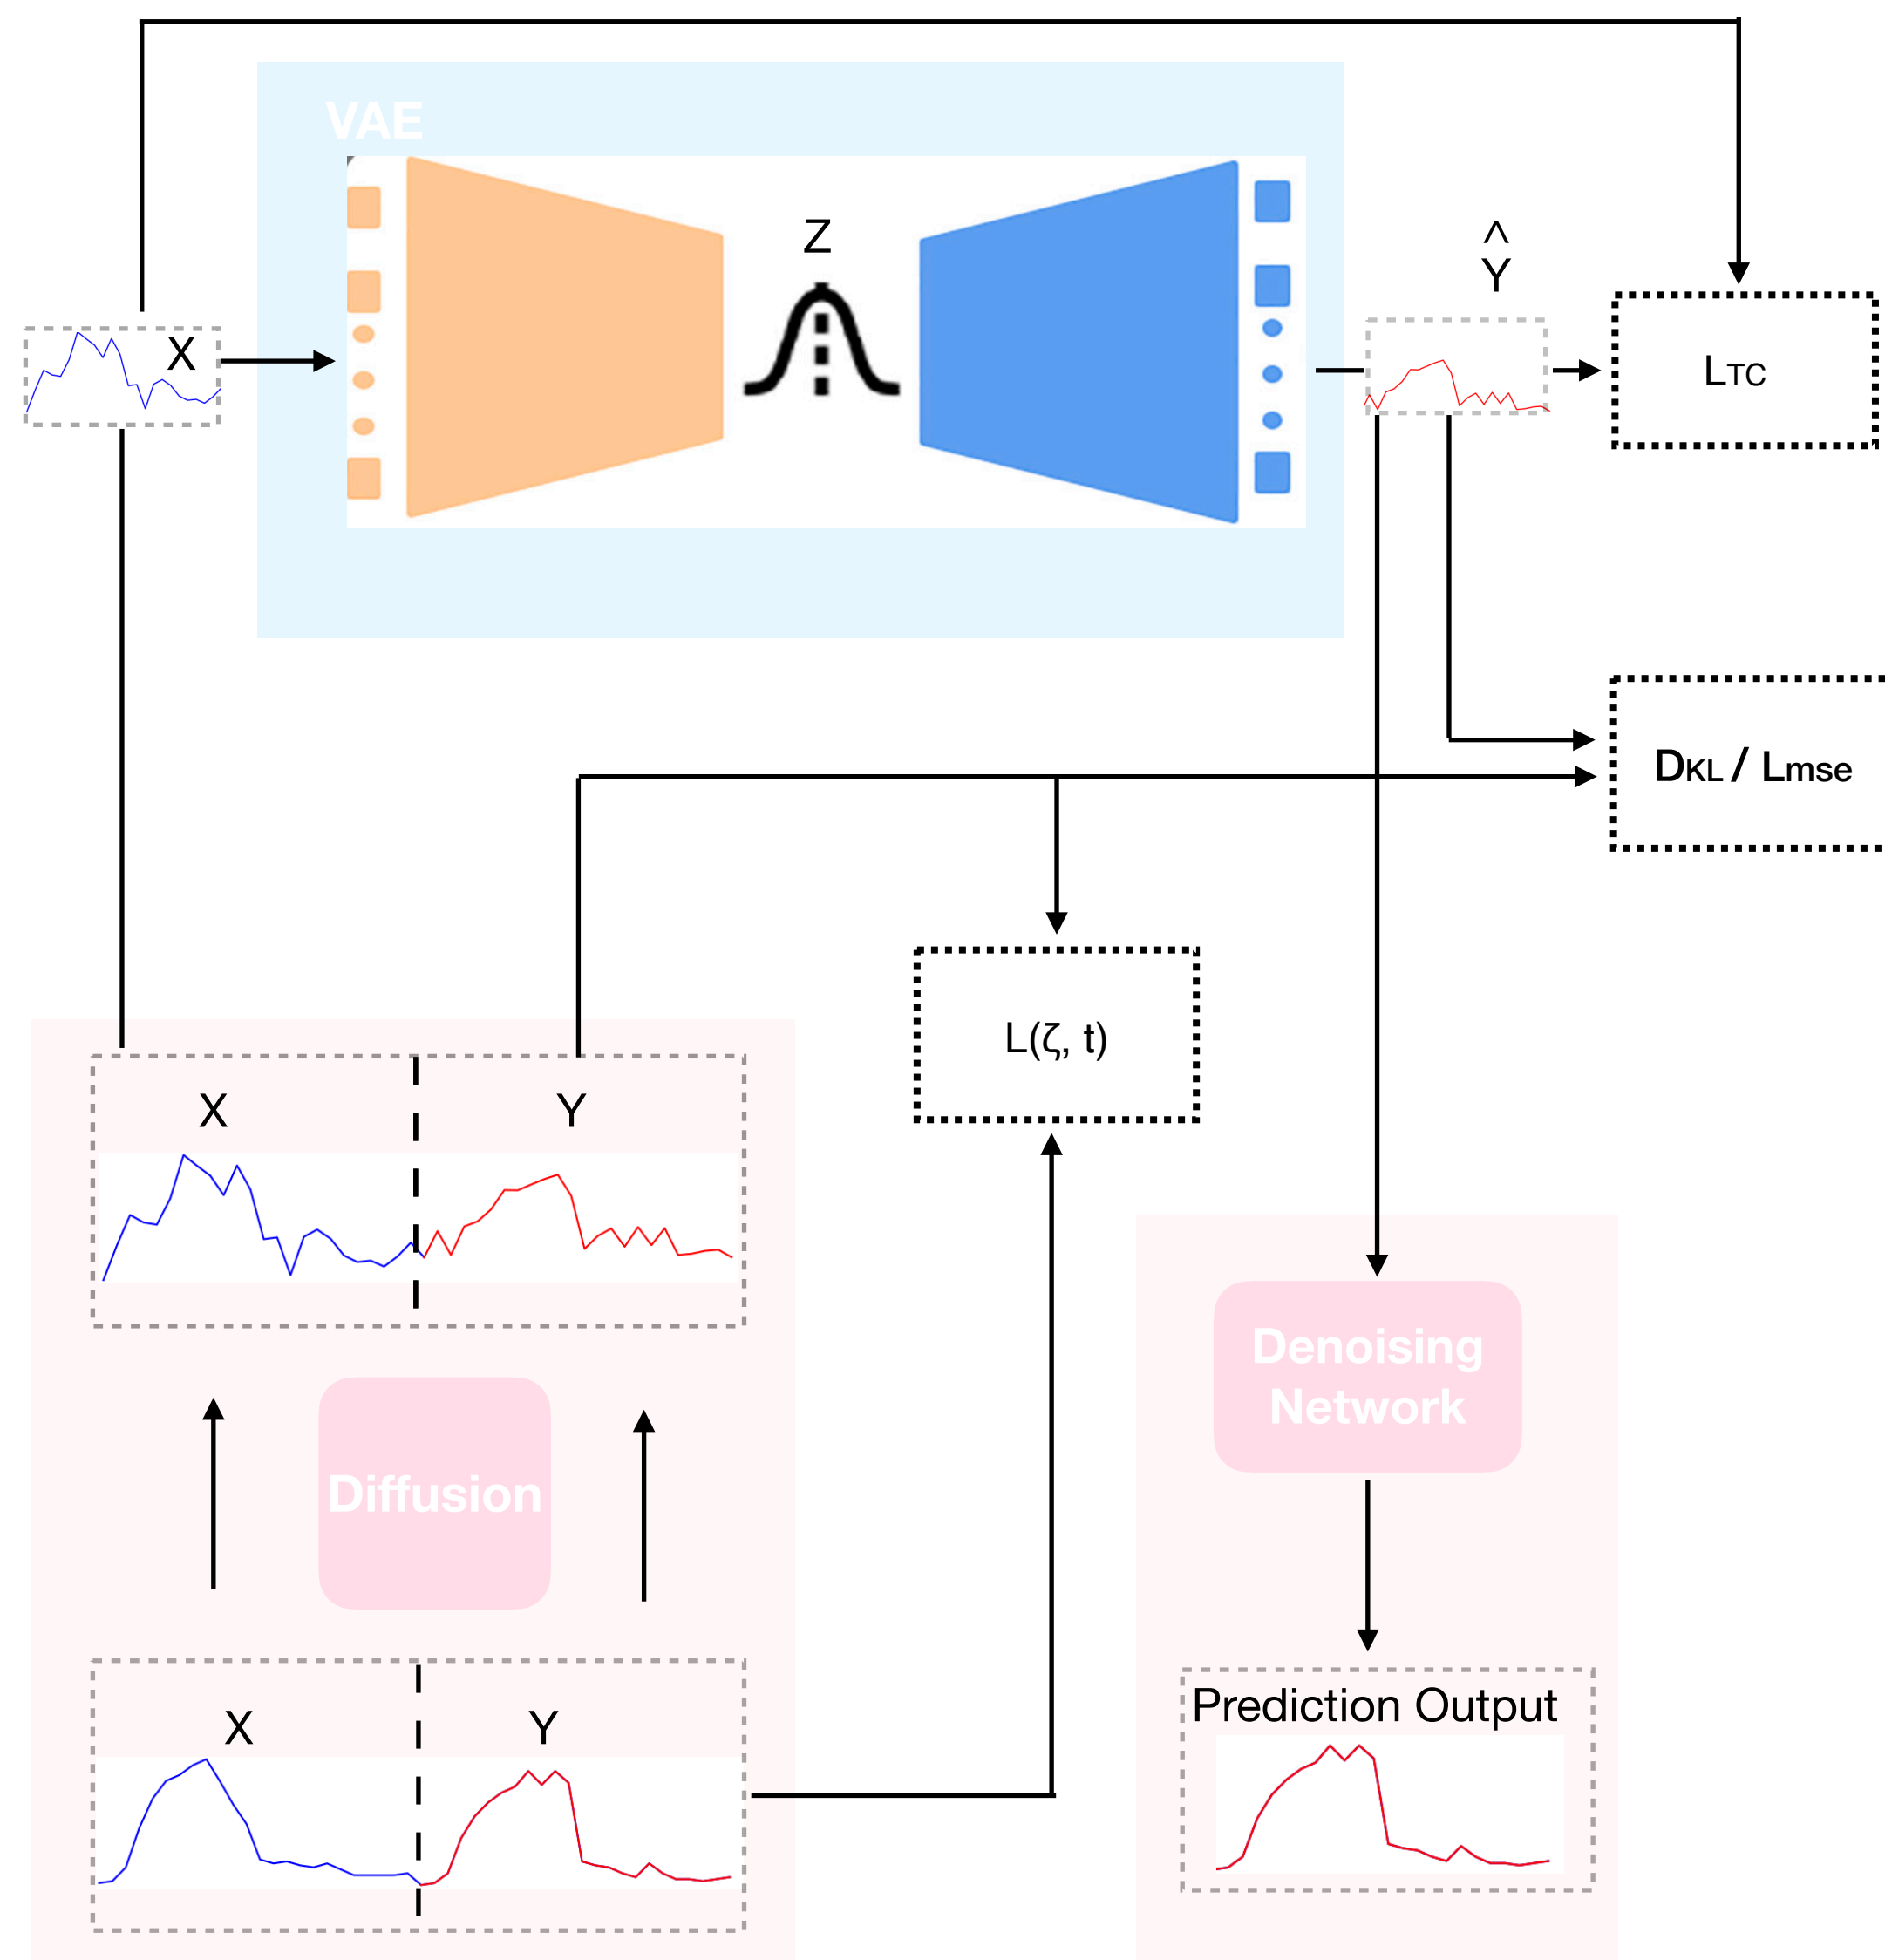 VAE
Z
^
Y
X
LTC
DKL / Lmse
L(ζ, t)
X
Y
Denoising
Network
Diffusion
Prediction Output
X
Y